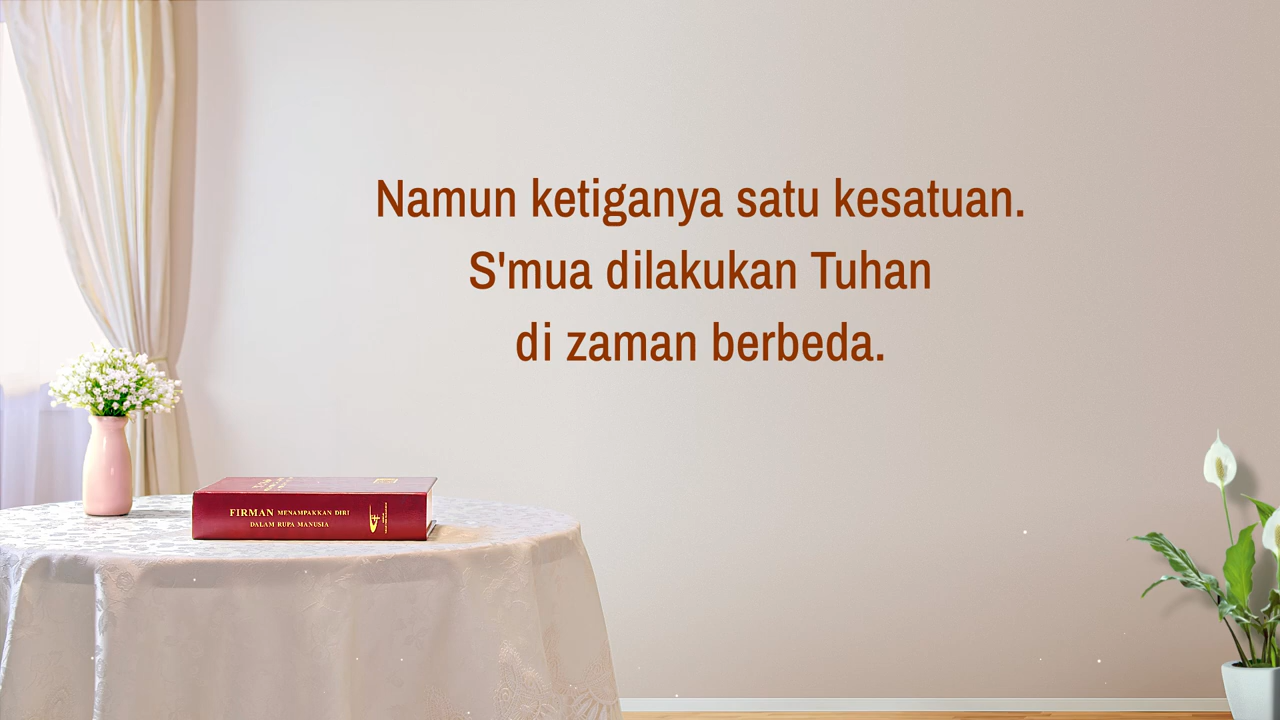 Namun ketiganya satu kesatuan.
S'mua dilakukan Tuhan
di zaman berbeda.
FIRMAN MENAMPAKKAN DIRI
DALAM RUPA MANUSIA